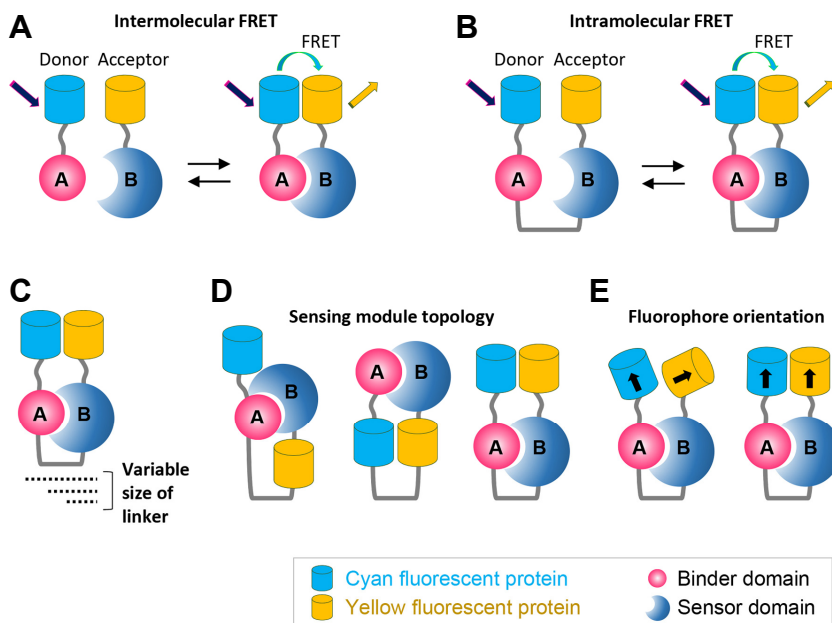 A
Intermolecular FRET
Donor Acceptor
FRET
A
B
A
B
B
Intramolecular FRET
Donor Acceptor
FRET
A
B
A
B
C
A
B
Variable
size of
linker
D
Sensing module topology
A
B
A
B
A
B
E
Fluorophore orientation
A
B
A
B
Cyan fluorescent protein
Yellow fluorescent protein
Binder domain
Sensor domain